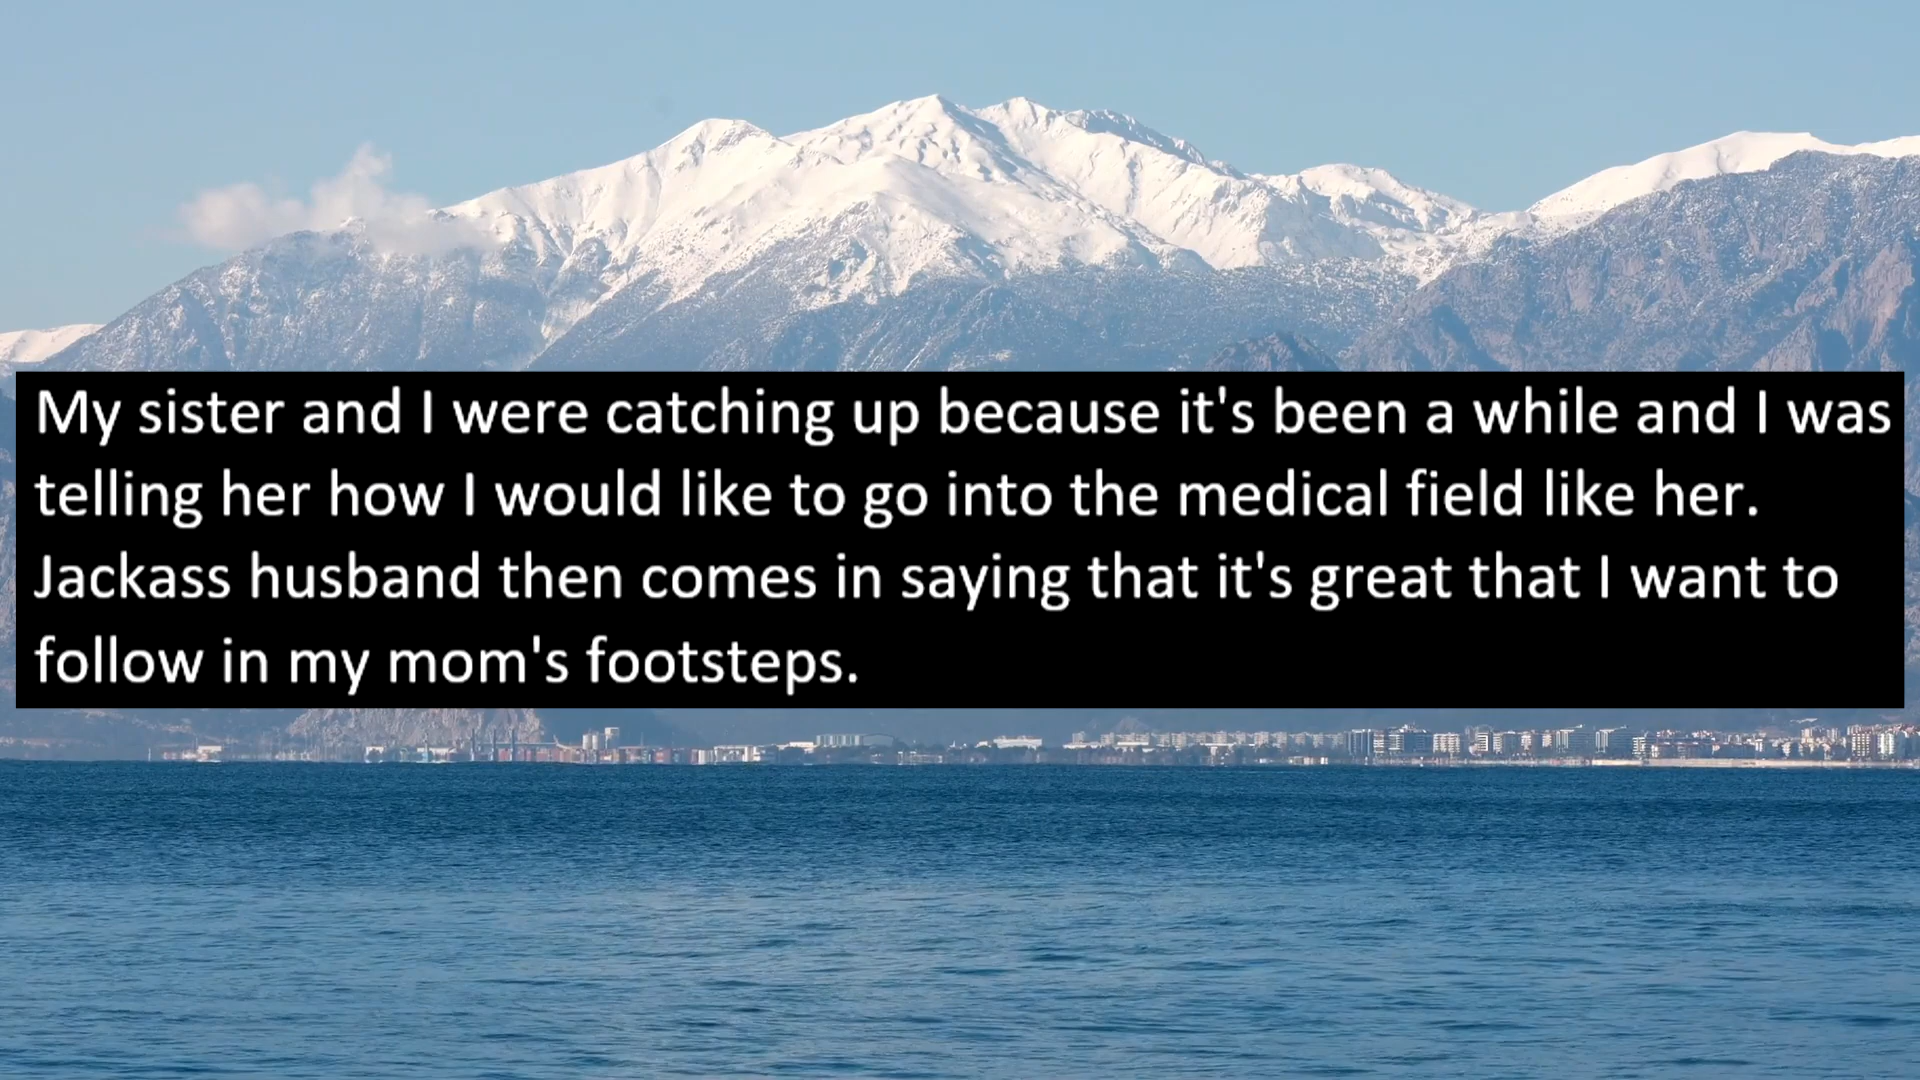 My sister and I were catching up because it's been a while and I was
telling her how I would like to go into the medical field like her.
Jackass husband then comes in saying that it's great that I want to
follow in my mom's footsteps.